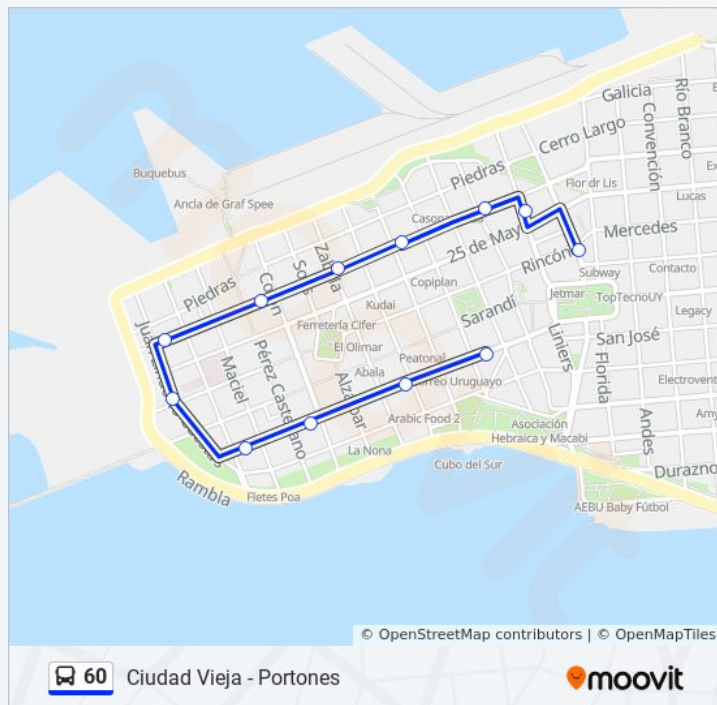 Galicia
Río Branco
Convención
Cerro Largo
Piedras
Buquebus
Ancla de Graf Spee
Flor dr Lis
Lucas
25 de May
Mercedes
Rincón
Zabala
Solís
Colón
Piedras
Subway
Contacto
Copiplan
Jetmar
TopTecnoUY
Kudai
Sarandí
Legacy
Ferretería Cifer
San José
Liniers
El Olimar
Peatonal
Maciel
Abala
Florida
Pérez Castellano
Alzáibar
Electrovent
Correo Uruguayo
Arabic Food 2
Asociación
Hebraica y Macabi
Andes
La Nona
Cubo del Sur
Durazno
Rambla
Fletes Poa
AEBU Baby Fútbol
© OpenStreetMap contributors | © OpenMapTiles
60 Ciudad Vieja - Portones
moovit